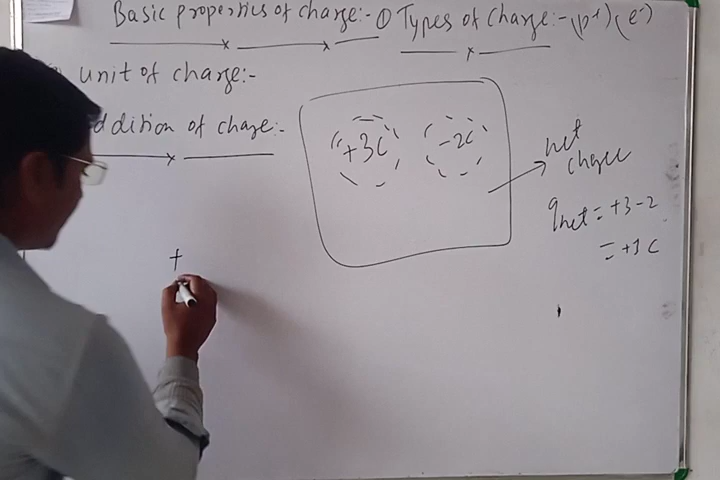 Basic properties of charge:- ① Types of charge:- (p+) (e-)
unit of charge:-
ddition of charge:-
+3C
-2C
net
charge
qnet = +3-2
= +1C
+